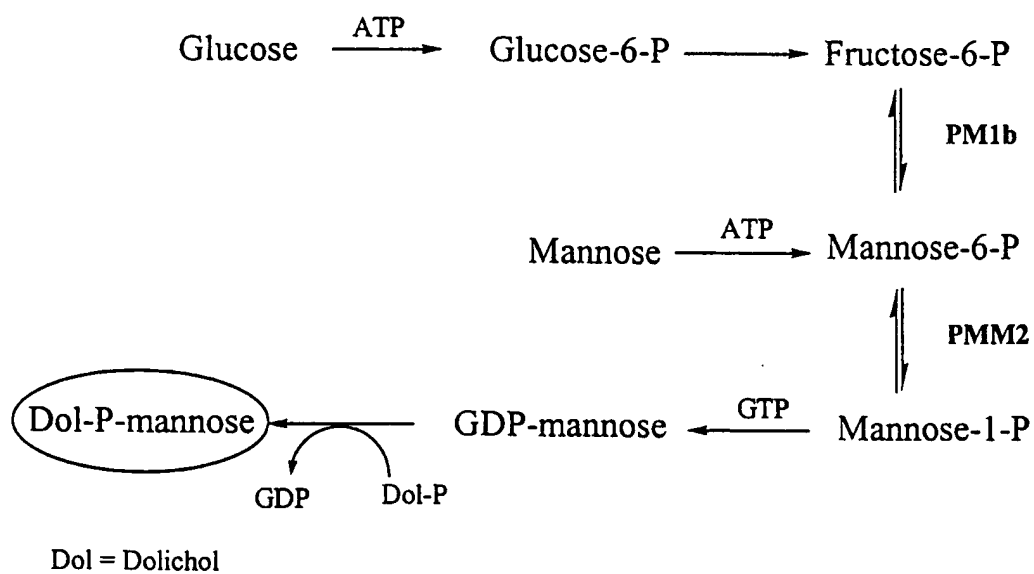 ATP
Glucose Glucose-6-P Fructose-6-P
PM1b
ATP
Mannose Mannose-6-P
PMM2
GTP
Dol-P-mannose GDP-mannose Mannose-1-P
GDP Dol-P
Dol = Dolichol